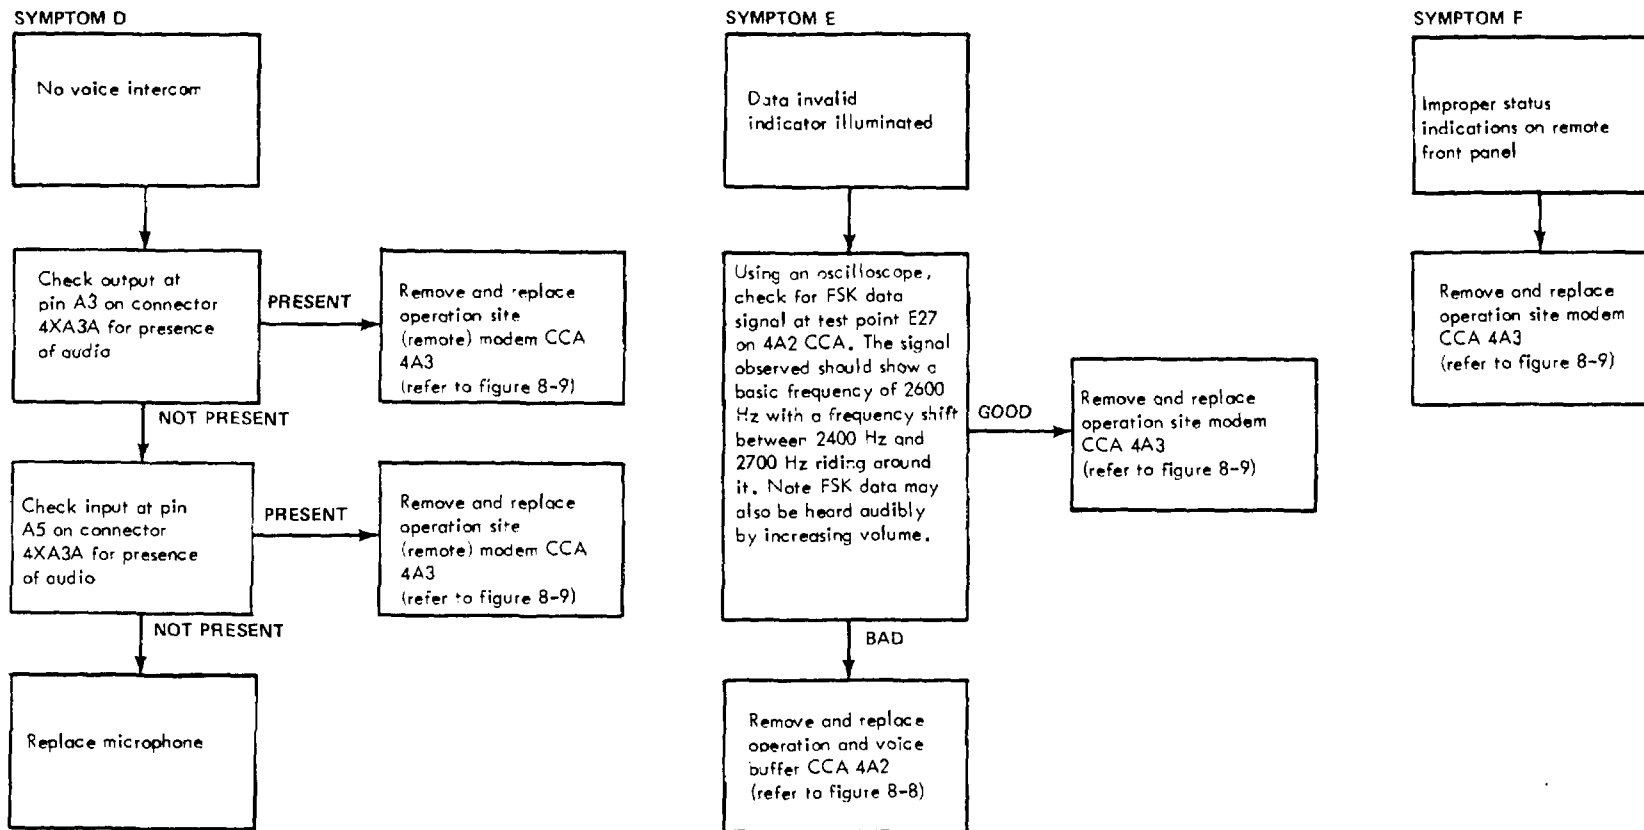 SYMPTOM D
No voice intercom
Check output at
pin A3 on connector
4XA3A for presence
of audio
PRESENT
Remove and replace
operation site
(remote) modem CCA
4A3
(refer to figure 8-9)
NOT PRESENT
Check input at pin
A5 on connector
4XA3A for presence
of audio
PRESENT
Remove and replace
operation site
(remote) modem CCA
4A3
(refer to figure 8-9)
NOT PRESENT
Replace microphone
SYMPTOM E
Data invalid
indicator illuminated
Using an oscilloscope,
check for FSK data
signal at test point E27
on 4A2 CCA. The signal
observed should show a
basic frequency of 2600
Hz with a frequency shift
between 2400 Hz and
2700 Hz riding around
it. Note FSK data may
also be heard audibly
by increasing volume.
GOOD
Remove and replace
operation site modem
CCA 4A3
(refer to figure 8-9)
BAD
Remove and replace
operation and voice
buffer CCA 4A2
(refer to figure 8-8)
SYMPTOM F
Improper status
indications on remote
front panel
Remove and replace
operation site modem
CCA 4A3
(refer to figure 8-9)